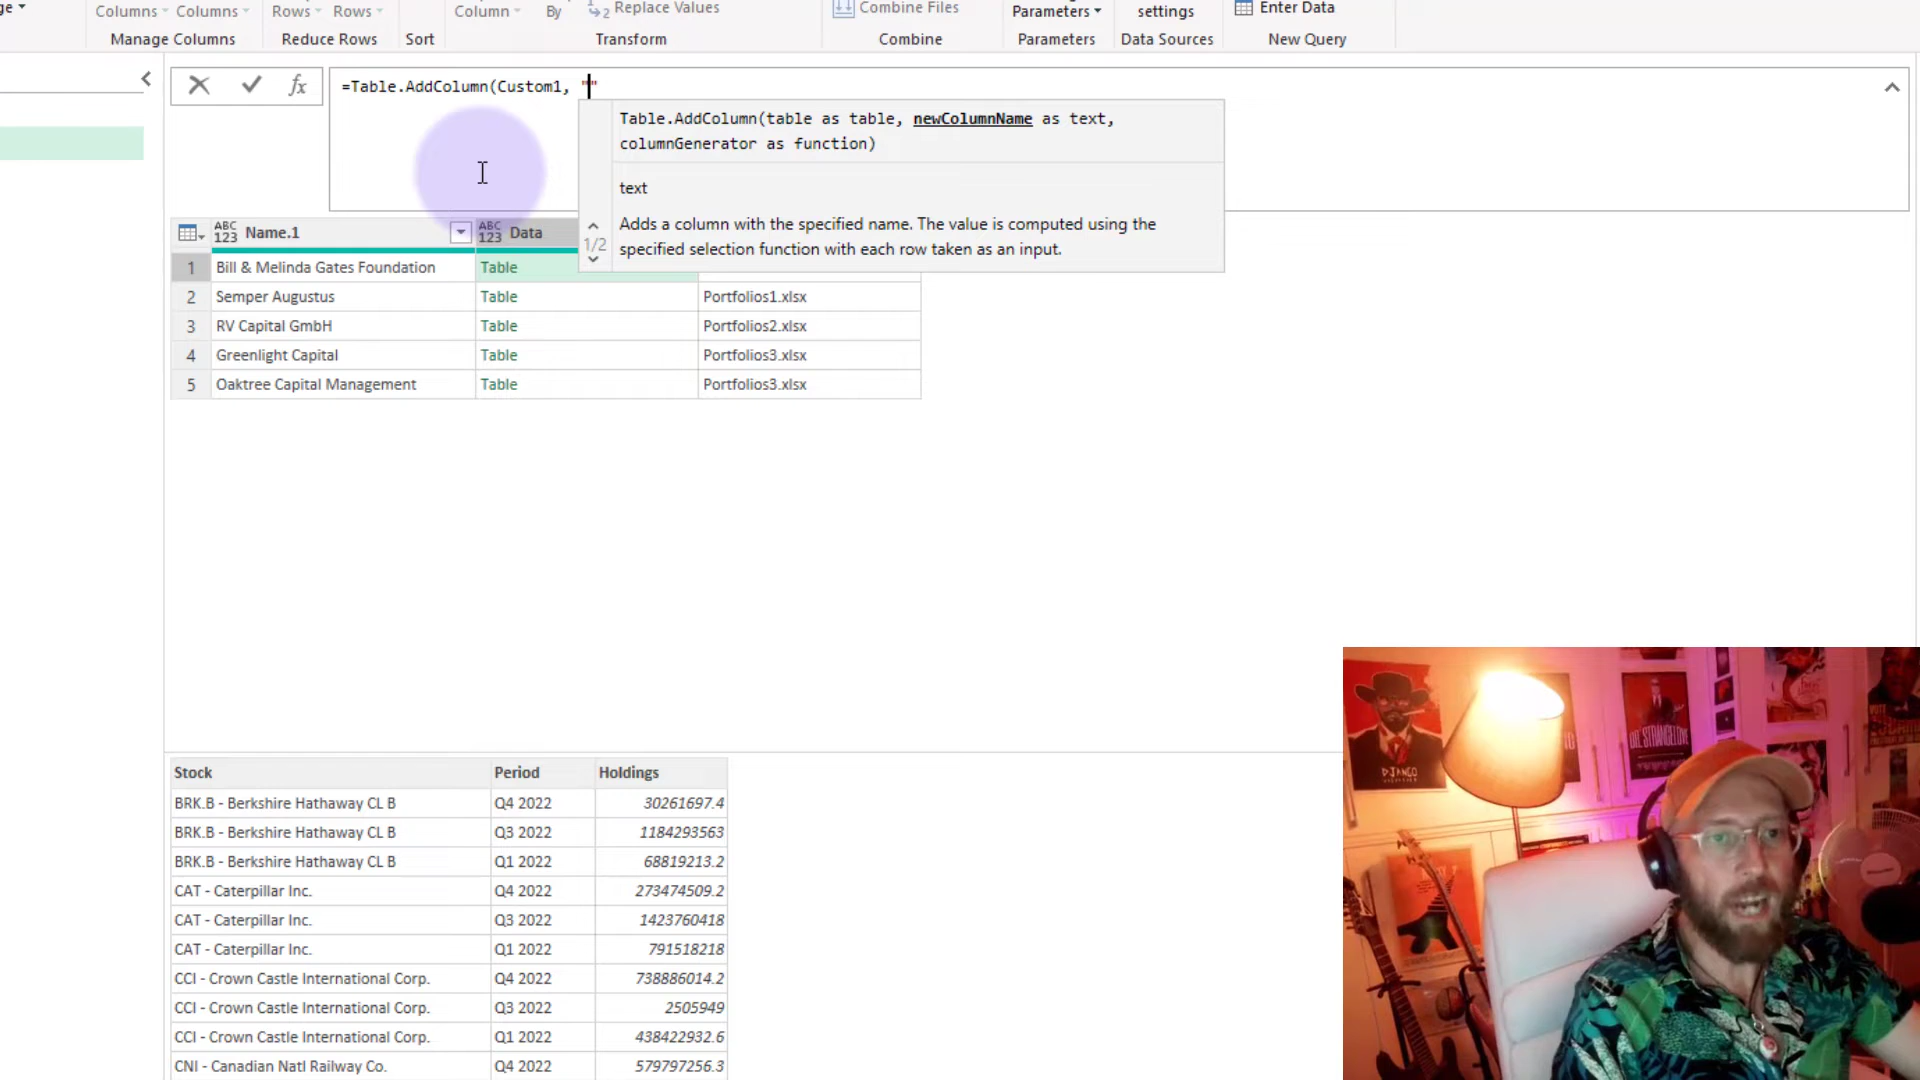 ge
Columns Columns
Manage Columns
Rows Rows
Reduce Rows
Sort
Column
By
Replace Values
Transform
Combine Files
Combine
Parameters
Parameters
settings
Data Sources
Enter Data
New Query
fx
=Table.AddColumn(Custom1, ""
Table.AddColumn(table as table, newColumnName as text,
columnGenerator as function)
text
Adds a column with the specified name. The value is computed using the
specified selection function with each row taken as an input.
1/2
ABC 123 Name.1 ABC 123 Data
1 Bill & Melinda Gates Foundation Table
2 Semper Augustus Table Portfolios1.xlsx
3 RV Capital GmbH Table Portfolios2.xlsx
4 Greenlight Capital Table Portfolios3.xlsx
5 Oaktree Capital Management Table Portfolios3.xlsx
Stock Period Holdings
BRK.B - Berkshire Hathaway CL B Q4 2022 30261697.4
BRK.B - Berkshire Hathaway CL B Q3 2022 1184293563
BRK.B - Berkshire Hathaway CL B Q1 2022 68819213.2
CAT - Caterpillar Inc. Q4 2022 273474509.2
CAT - Caterpillar Inc. Q3 2022 1423760418
CAT - Caterpillar Inc. Q1 2022 791518218
CCI - Crown Castle International Corp. Q4 2022 738886014.2
CCI - Crown Castle International Corp. Q3 2022 2505949
CCI - Crown Castle International Corp. Q1 2022 438422932.6
CNI - Canadian Natl Railway Co. Q4 2022 579797256.3
DJANGO
DR. STRANGELOVE